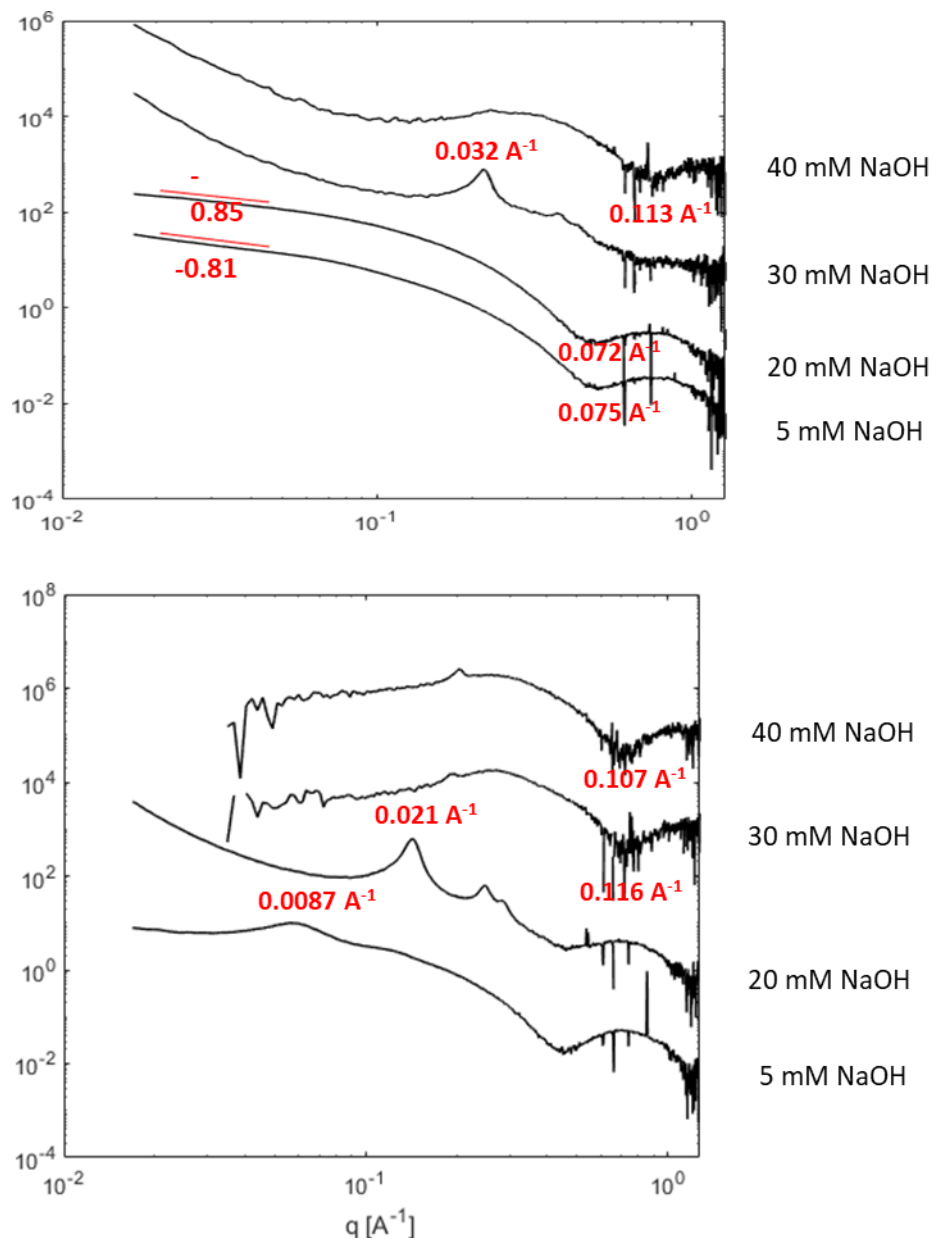 10^6
10^4
0.032 A^-1
40 mM NaOH
-
0.85
10^2
0.113 A^-1
-0.81
30 mM NaOH
10^0
0.072 A^-1
20 mM NaOH
10^-2
0.075 A^-1
5 mM NaOH
10^-4
10^-2
10^-1
10^0
10^8
10^6
40 mM NaOH
0.107 A^-1
10^4
0.021 A^-1
30 mM NaOH
10^2
0.0087 A^-1
0.116 A^-1
10^0
20 mM NaOH
10^-2
5 mM NaOH
10^-4
10^-2
10^-1
10^0
q [A^-1]